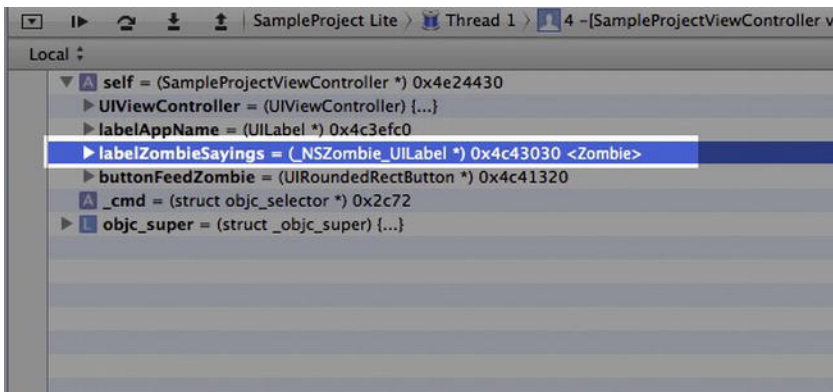 SampleProject Lite Thread 1 4 -[SampleProjectViewController v
Local
A self = (SampleProjectViewController *) 0x4e24430
UIViewController = (UIViewController) {...}
labelAppName = (UILabel *) 0x4c3efc0
labelZombieSayings = (_NSZombie_UILabel *) 0x4c43030 <Zombie>
buttonFeedZombie = (UIRoundedRectButton *) 0x4c41320
A _cmd = (struct objc_selector *) 0x2c72
L objc_super = (struct _objc_super) {...}